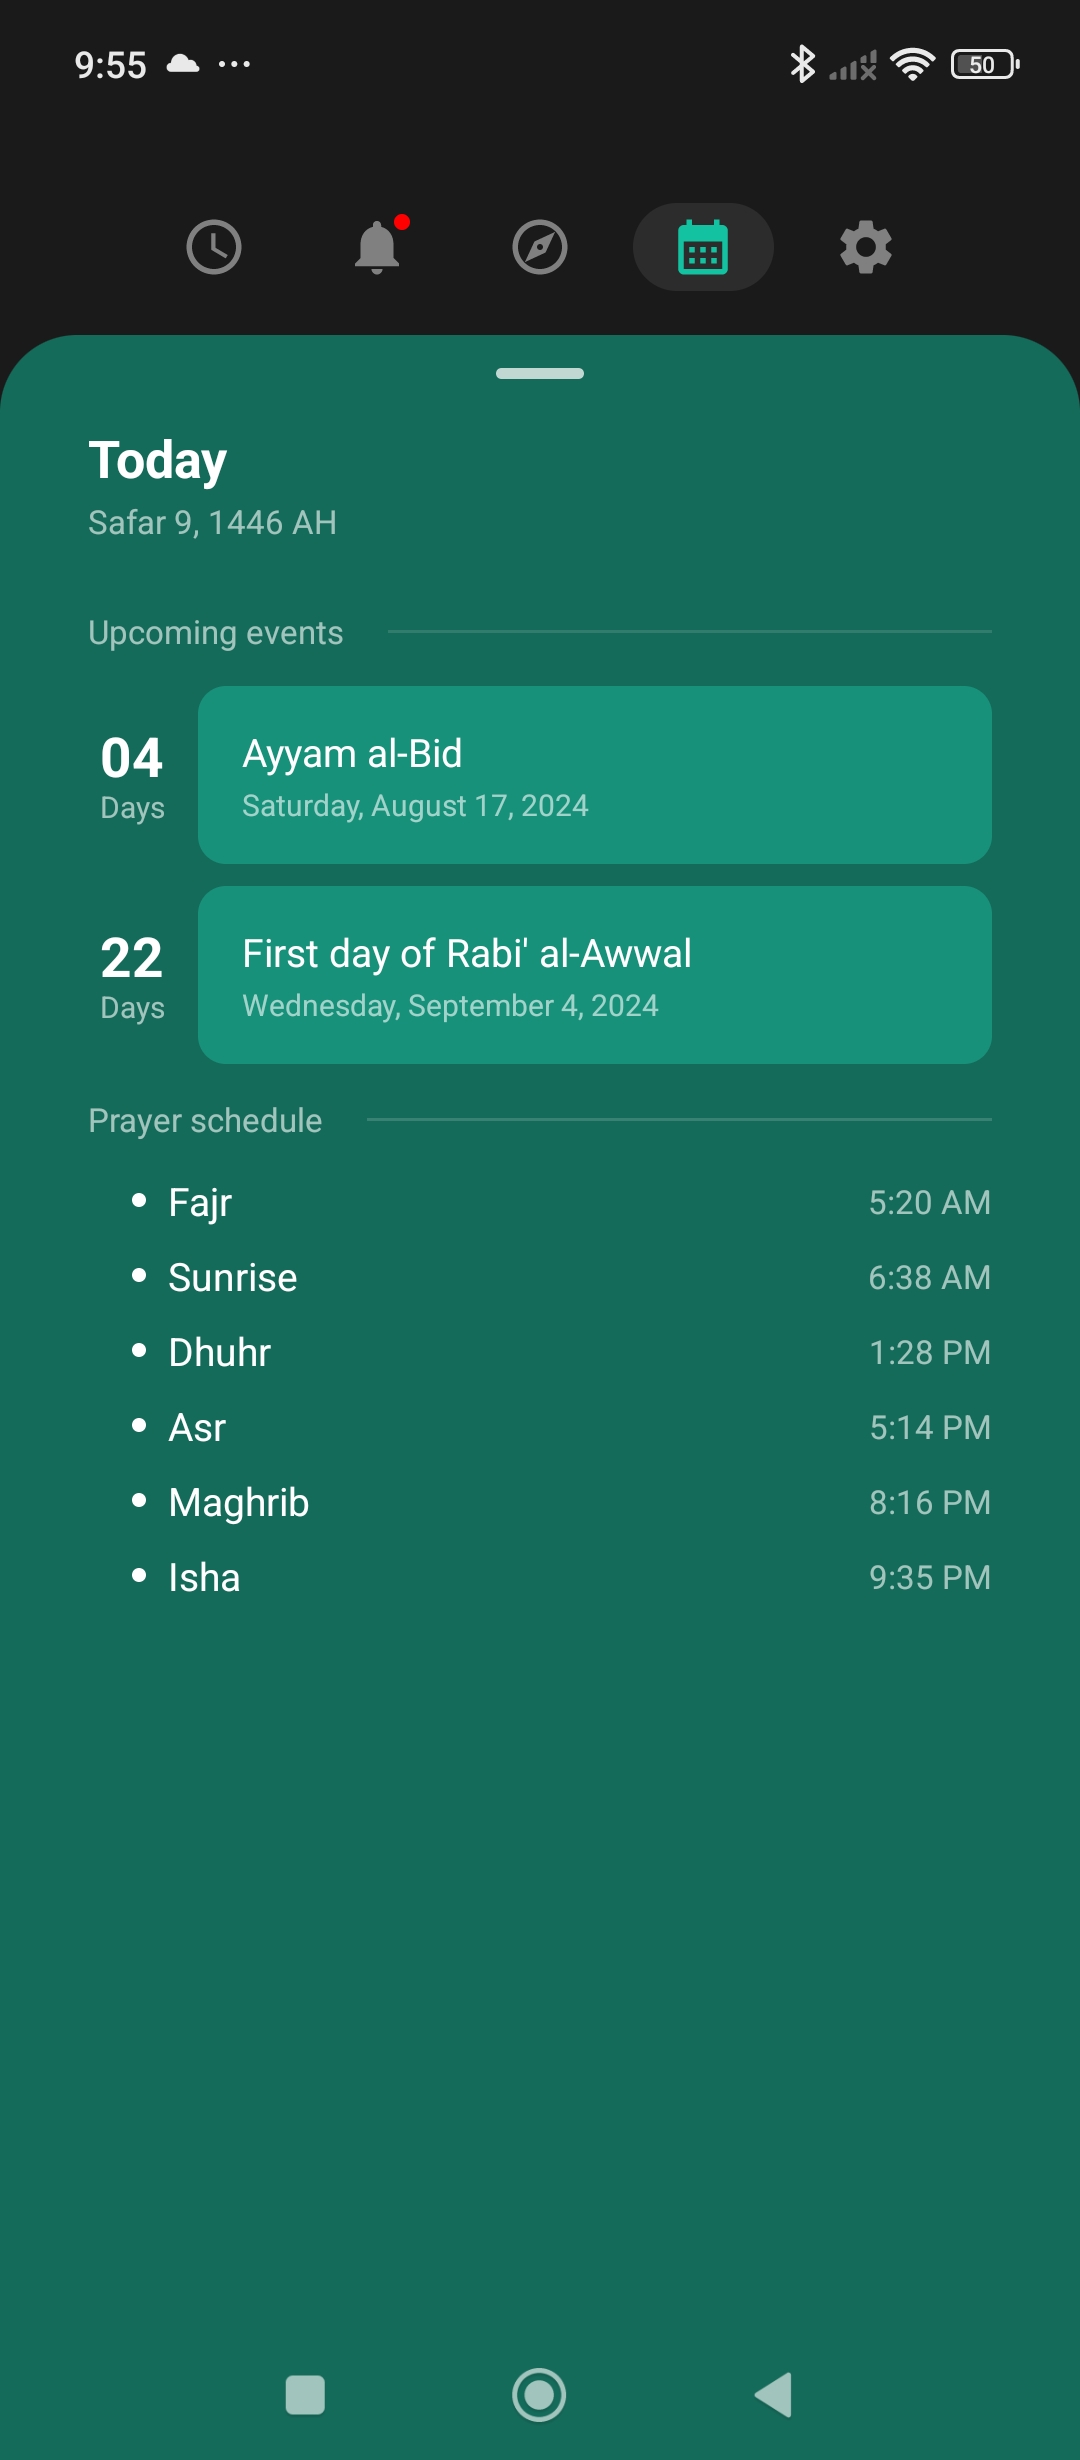 9:55
50
Today
Safar 9, 1446 AH
Upcoming events
04
Days
Ayyam al-Bid
Saturday, August 17, 2024
22
Days
First day of Rabi' al-Awwal
Wednesday, September 4, 2024
Prayer schedule
Fajr 5:20 AM
Sunrise 6:38 AM
Dhuhr 1:28 PM
Asr 5:14 PM
Maghrib 8:16 PM
Isha 9:35 PM